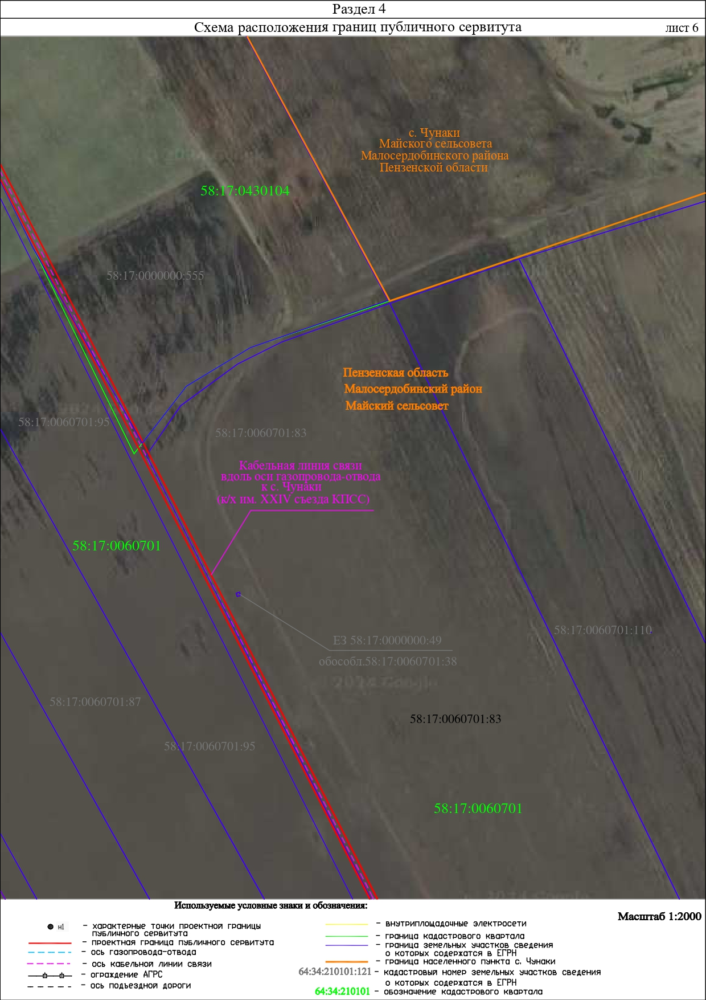 Раздел 4
Схема расположения границ публичного сервитута
лист 6
с. Чунаки
Майского сельсовета
Малосердобинского района
Пензенской области
58:17:0430104
58:17:0000000:555
Пензенская область
Малосердобинский район
Майский сельсовет
58:17:0060701:95
58:17:0060701:83
Кабельная линия связи
вдоль оси газопровода-отвода
к с. Чунаки
(к/х им. XXIV съезда КПСС)
58:17:0060701
58:17:0060701:110
ЕЗ 58:17:0000000:49
обособл.58:17:0060701:38
58:17:0060701:87
58:17:0060701:83
58:17:0060701:95
58:17:0060701
Используемые условные знаки и обозначения:
Масштаб 1:2000
н1 – характерные точки проектной границы
публичного сервитута
– проектная граница публичного сервитута
– ось газопровода-отвода
– ось кабельной линии связи
– ограждение АГРС
– ось подъездной дороги
– внутриплощадочные электросети
– граница кадастрового квартала
– граница земельных участков сведения
о которых содержатся в ЕГРН
– граница населенного пункта с. Чунаки
64:34:210101:121 – кадастровый номер земельных участков сведения
о которых содержатся в ЕГРН
64:34:210101 – обозначение кадастрового квартала